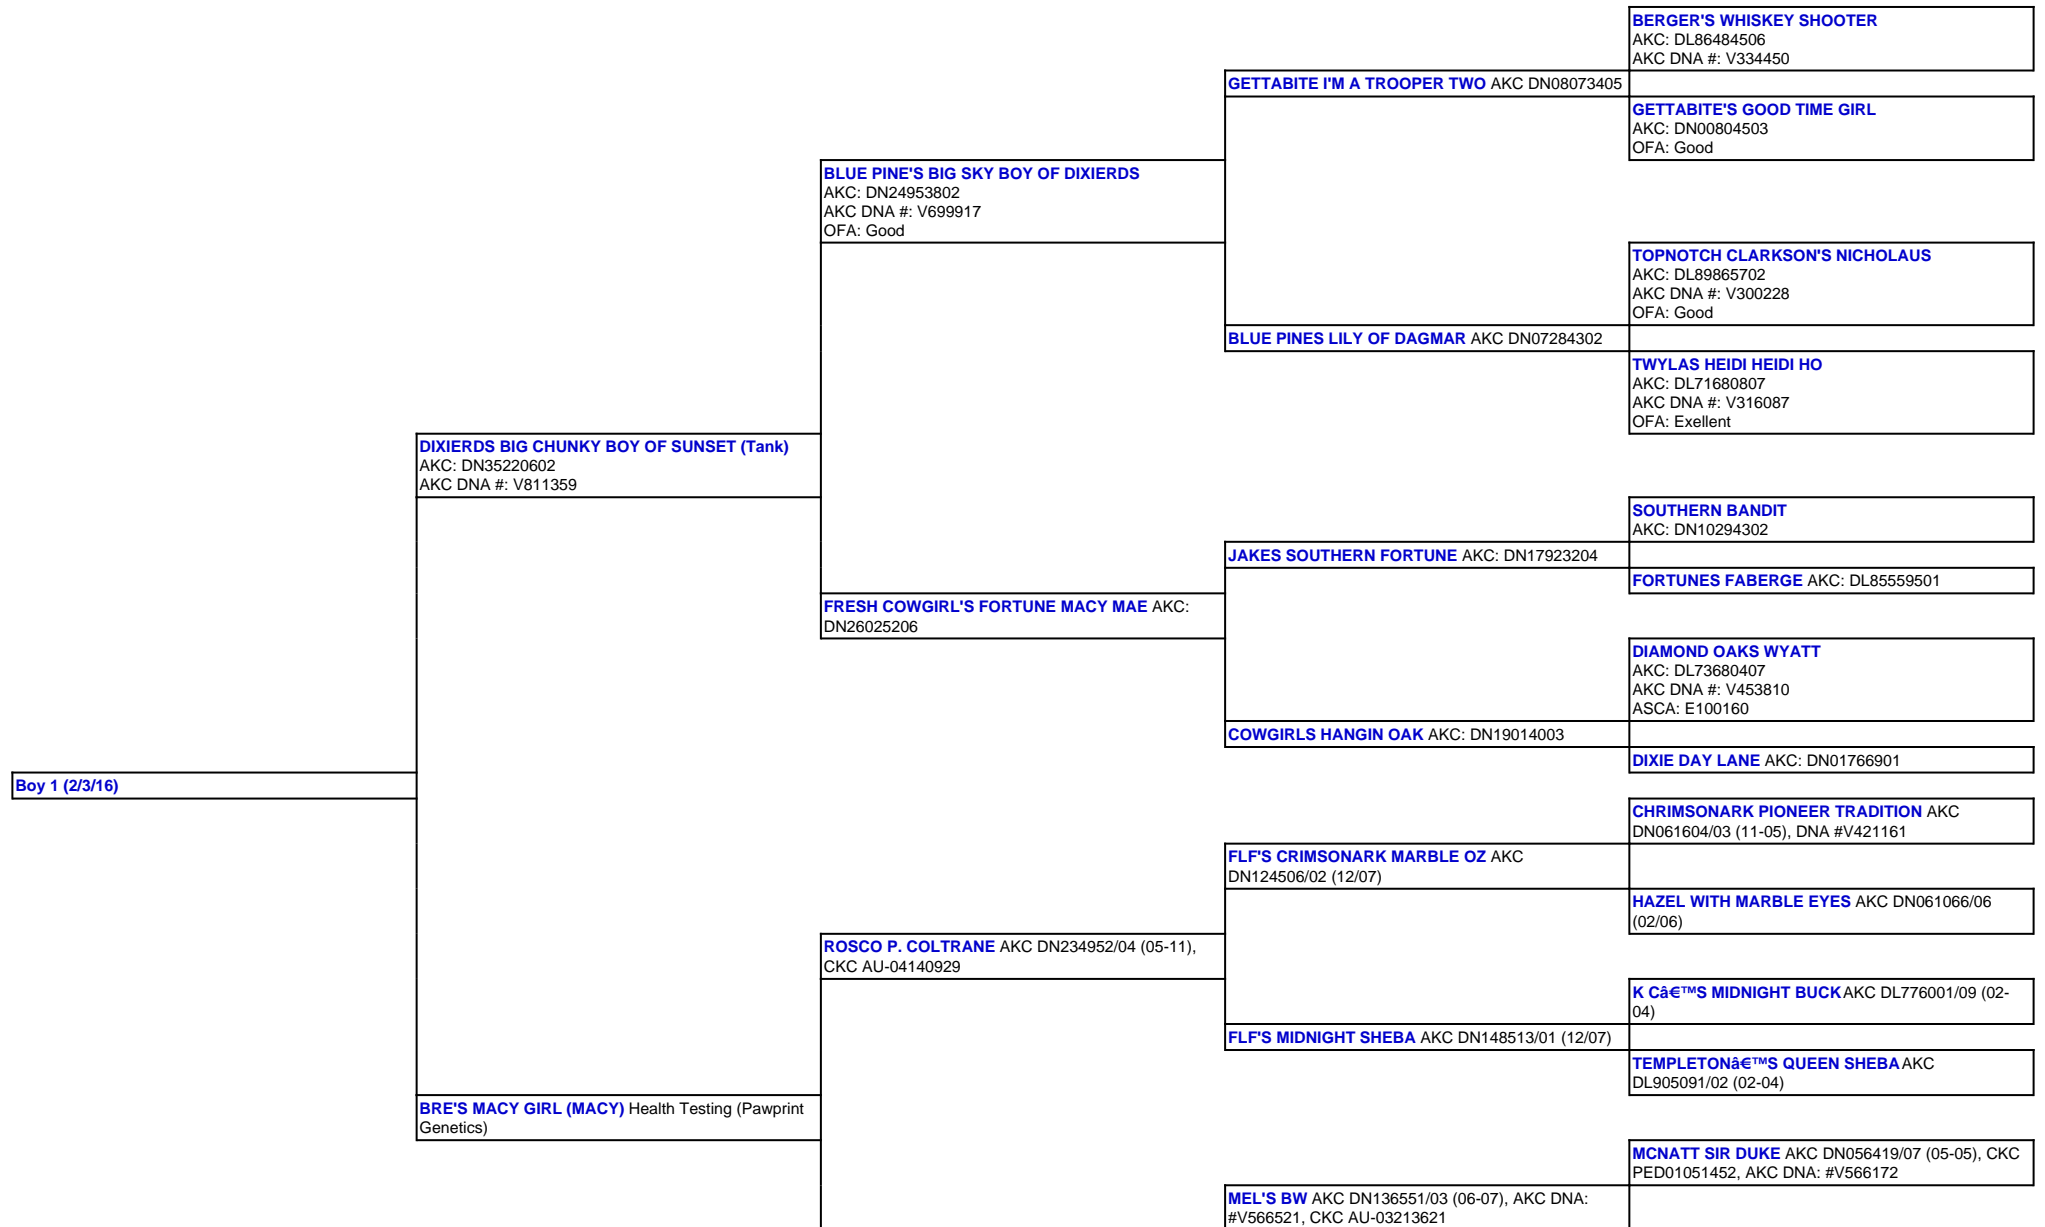 BERGER'S WHISKEY SHOOTER
AKC: DL86484506
AKC DNA #: V334450
GETTABITE I'M A TROOPER TWO AKC DN08073405
GETTABITE'S GOOD TIME GIRL
AKC: DN00804503
OFA: Good
BLUE PINE'S BIG SKY BOY OF DIXIERDS
AKC: DN24953802
AKC DNA #: V699917
OFA: Good
TOPNOTCH CLARKSON'S NICHOLAUS
AKC: DL89865702
AKC DNA #: V300228
OFA: Good
BLUE PINES LILY OF DAGMAR AKC DN07284302
TWYLAS HEIDI HEIDI HO
AKC: DL71680807
AKC DNA #: V316087
OFA: Exellent
DIXIERDS BIG CHUNKY BOY OF SUNSET (Tank)
AKC: DN35220602
AKC DNA #: V811359
SOUTHERN BANDIT
AKC: DN10294302
JAKES SOUTHERN FORTUNE AKC: DN17923204
FORTUNES FABERGE AKC: DL85559501
FRESH COWGIRL'S FORTUNE MACY MAE AKC:
DN26025206
DIAMOND OAKS WYATT
AKC: DL73680407
AKC DNA #: V453810
ASCA: E100160
COWGIRLS HANGIN OAK AKC: DN19014003
DIXIE DAY LANE AKC: DN01766901
Boy 1 (2/3/16)
CHRIMSONARK PIONEER TRADITION AKC
DN061604/03 (11-05), DNA #V421161
FLF'S CRIMSONARK MARBLE OZ AKC
DN124506/02 (12/07)
HAZEL WITH MARBLE EYES AKC DN061066/06
(02/06)
ROSCO P. COLTRANE AKC DN234952/04 (05-11),
CKC AU-04140929
K Câ€™S MIDNIGHT BUCK AKC DL776001/09 (02-
04)
FLF'S MIDNIGHT SHEBA AKC DN148513/01 (12/07)
TEMPLETONâ€™S QUEEN SHEBA AKC
DL905091/02 (02-04)
BRE'S MACY GIRL (MACY) Health Testing (Pawprint
Genetics)
MCNATT SIR DUKE AKC DN056419/07 (05-05), CKC
PED01051452, AKC DNA: #V566172
MEL'S BW AKC DN136551/03 (06-07), AKC DNA:
#V566521, CKC AU-03213621